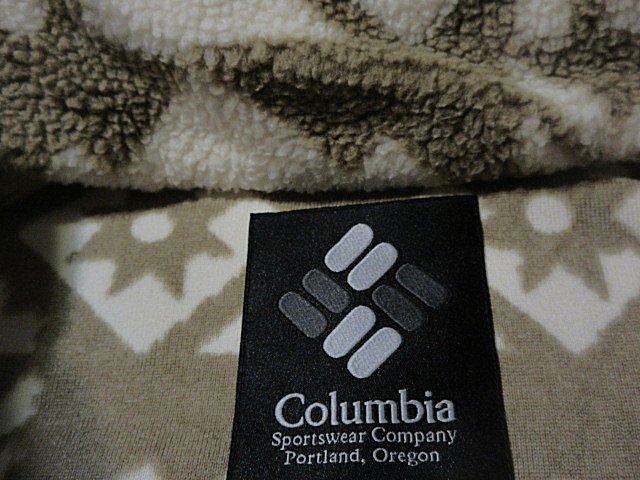 Columbia
Sportswear Company
Portland, Oregon